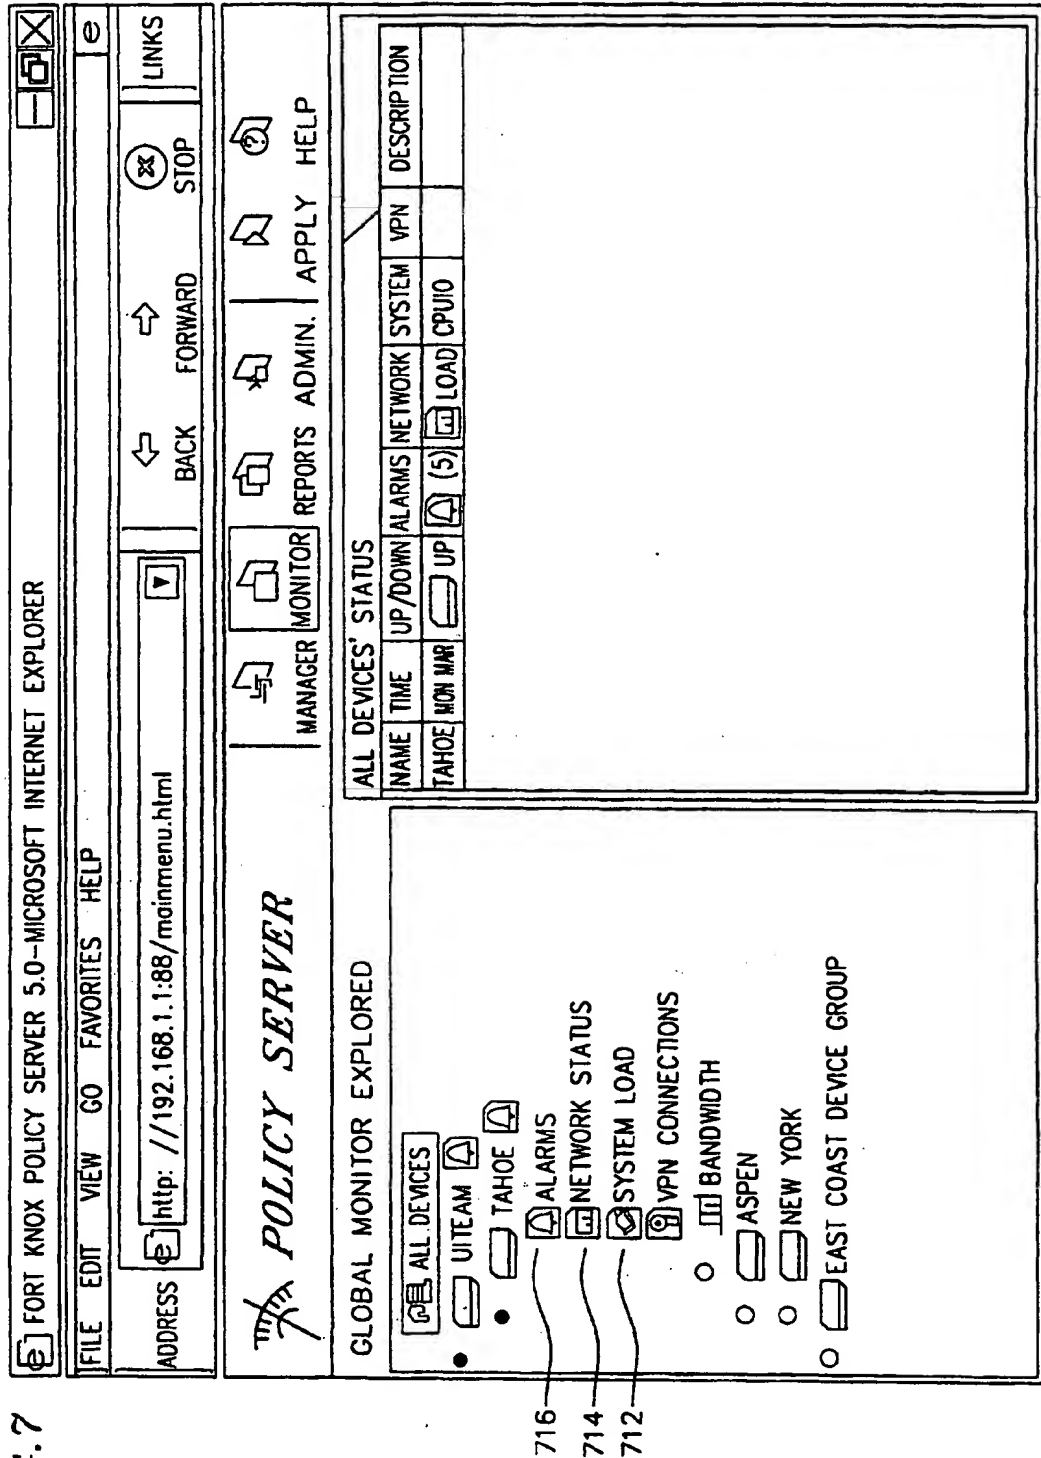 FORT KNOX POLICY SERVER 5.0-MICROSOFT INTERNET EXPLORER
FILE EDIT VIEW GO FAVORITES HELP
ADDRESS http: //192.168.1.1:88/mainmenu.html
BACK FORWARD STOP LINKS
POLICY SERVER
MANAGER MONITOR REPORTS ADMIN. APPLY HELP
GLOBAL MONITOR EXPLORED
ALL DEVICES
UITEAM
TAHOE
716 ALARMS
714 NETWORK STATUS
712 SYSTEM LOAD
VPN CONNECTIONS
BANDWIDTH
ASPEN
NEW YORK
EAST COAST DEVICE GROUP
ALL DEVICES' STATUS
NAME TIME UP/DOWN ALARMS NETWORK SYSTEM VPN DESCRIPTION
TAHOE MON MAR UP (5) LOAD CPUIO